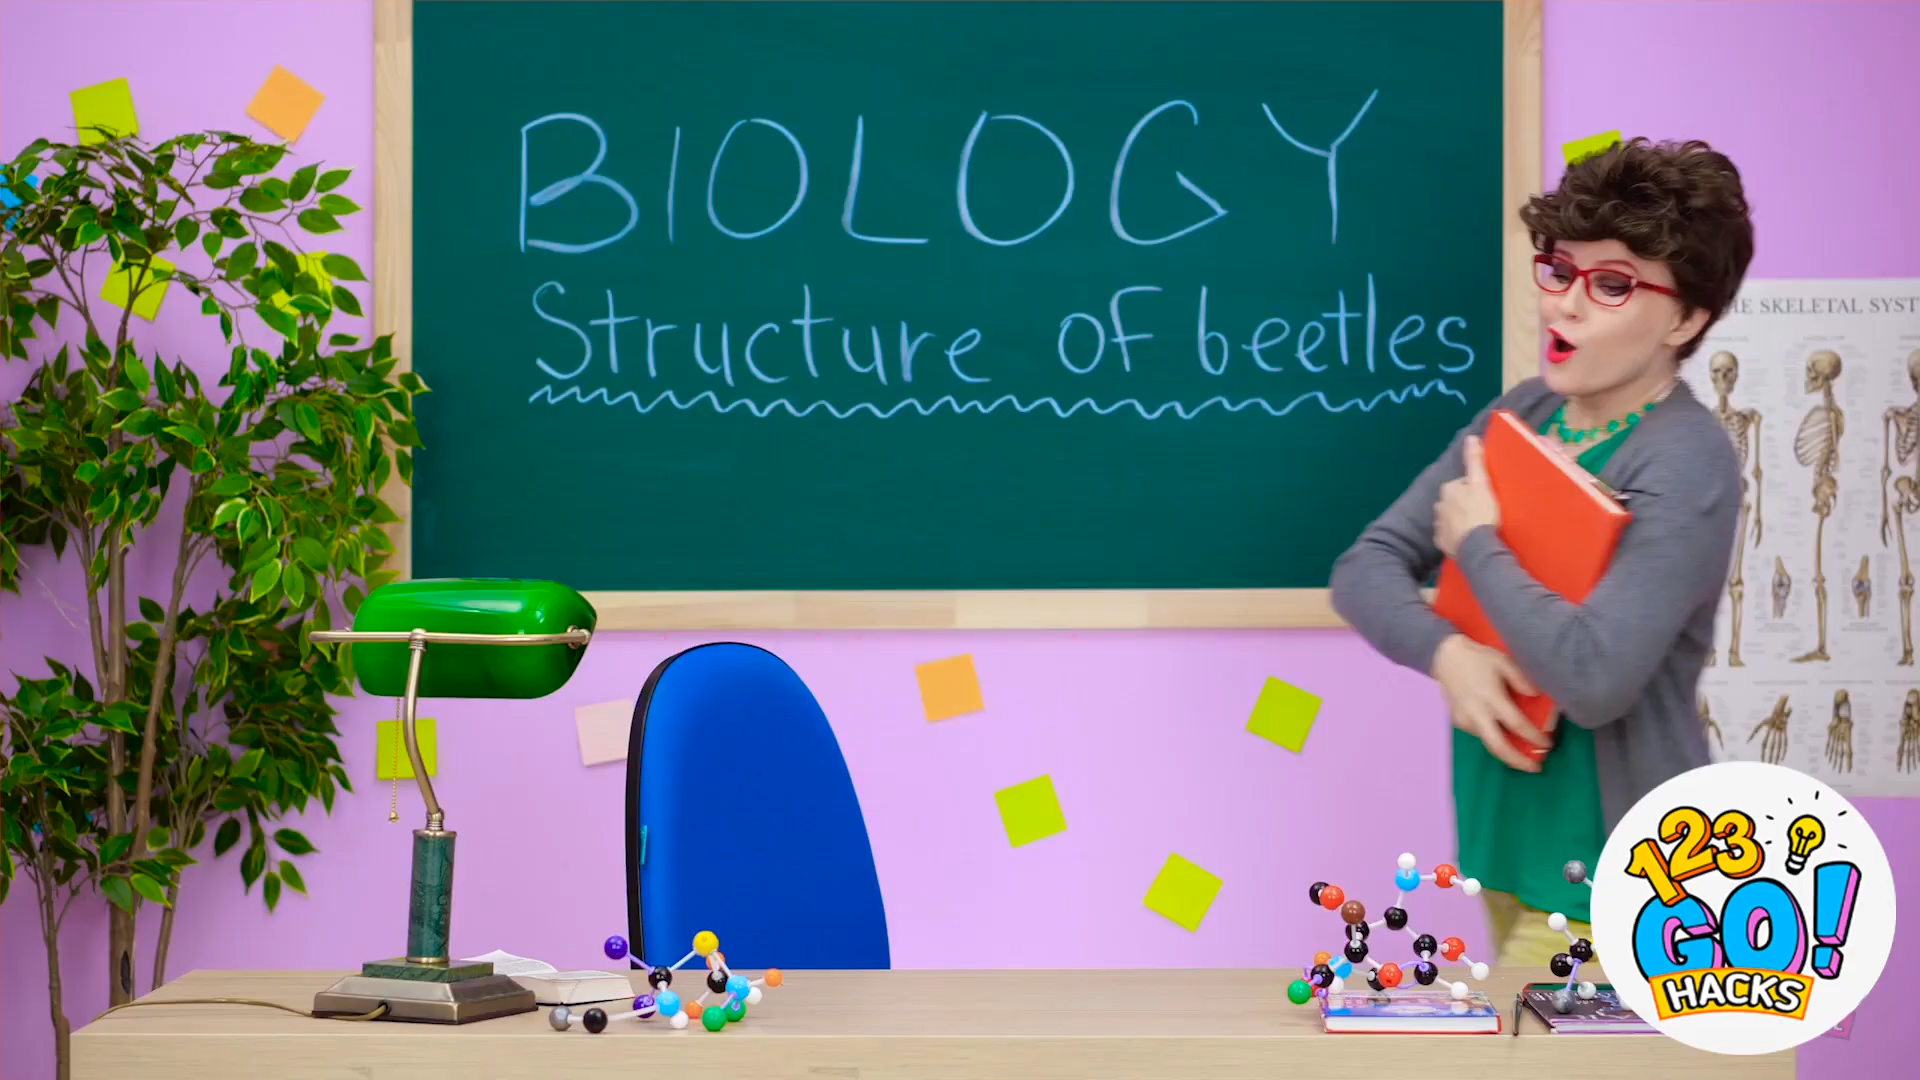 BIOLOGY
Structure of beetles
HE SKELETAL SYST
123
GO!
HACKS